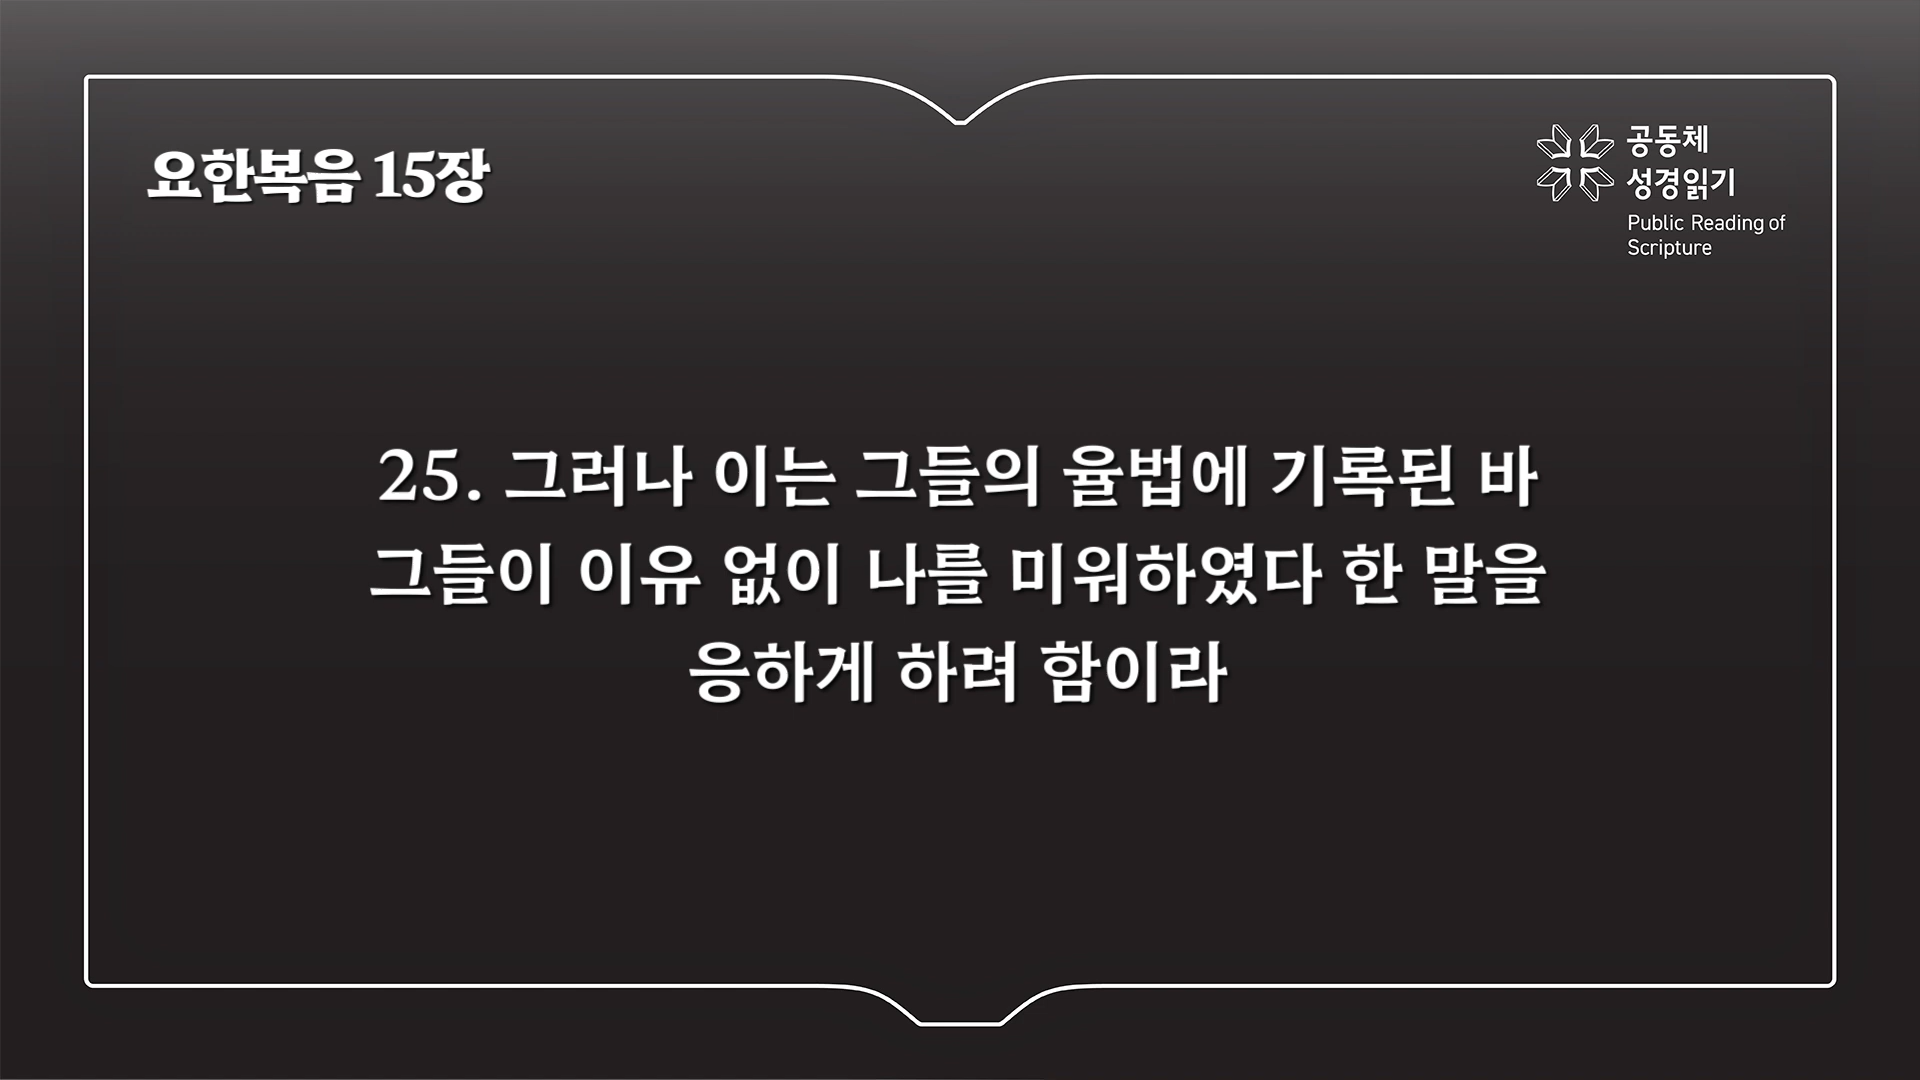 요한복음 15장
공동체
성경읽기
Public Reading of
Scripture
25. 그러나 이는 그들의 율법에 기록된 바
그들이 이유 없이 나를 미워하였다 한 말을
응하게 하려 함이라